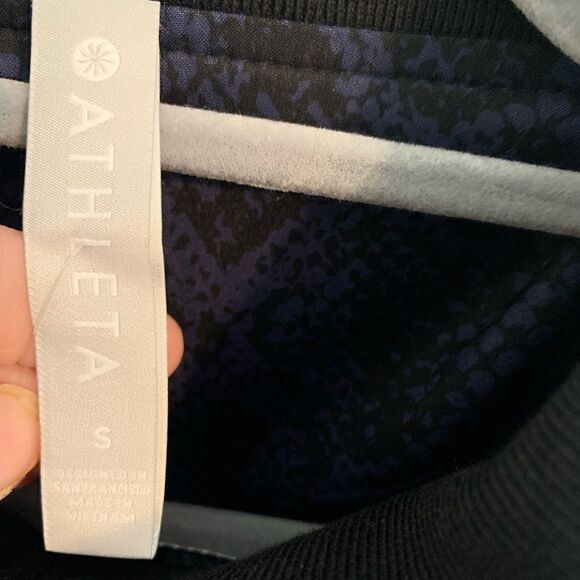 ATHLETA
S
DESIGNED IN
SAN FRANCISCO
MADE IN
VIETNAM